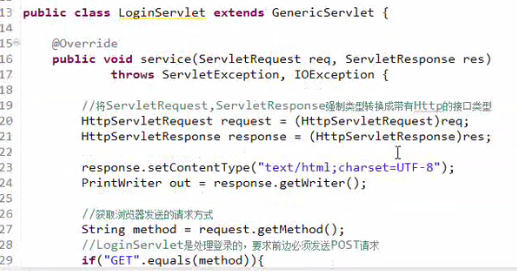 13 public class LoginServlet extends GenericServlet {
14
15 @Override
16 public void service(ServletRequest req, ServletResponse res)
17 throws ServletException, IOException {
18
19 //将ServletRequest,ServletResponse强制类型转换成带有Http的接口类型
20 HttpServletRequest request = (HttpServletRequest)req;
21 HttpServletResponse response = (HttpServletResponse)res;
22
23 response.setContentType("text/html;charset=UTF-8");
24 PrintWriter out = response.getWriter();
25
26 //获取浏览器发送的请求方式
27 String method = request.getMethod();
28 //LoginServlet是处理登录的,要求前边必须发送POST请求
29 if("GET".equals(method)){